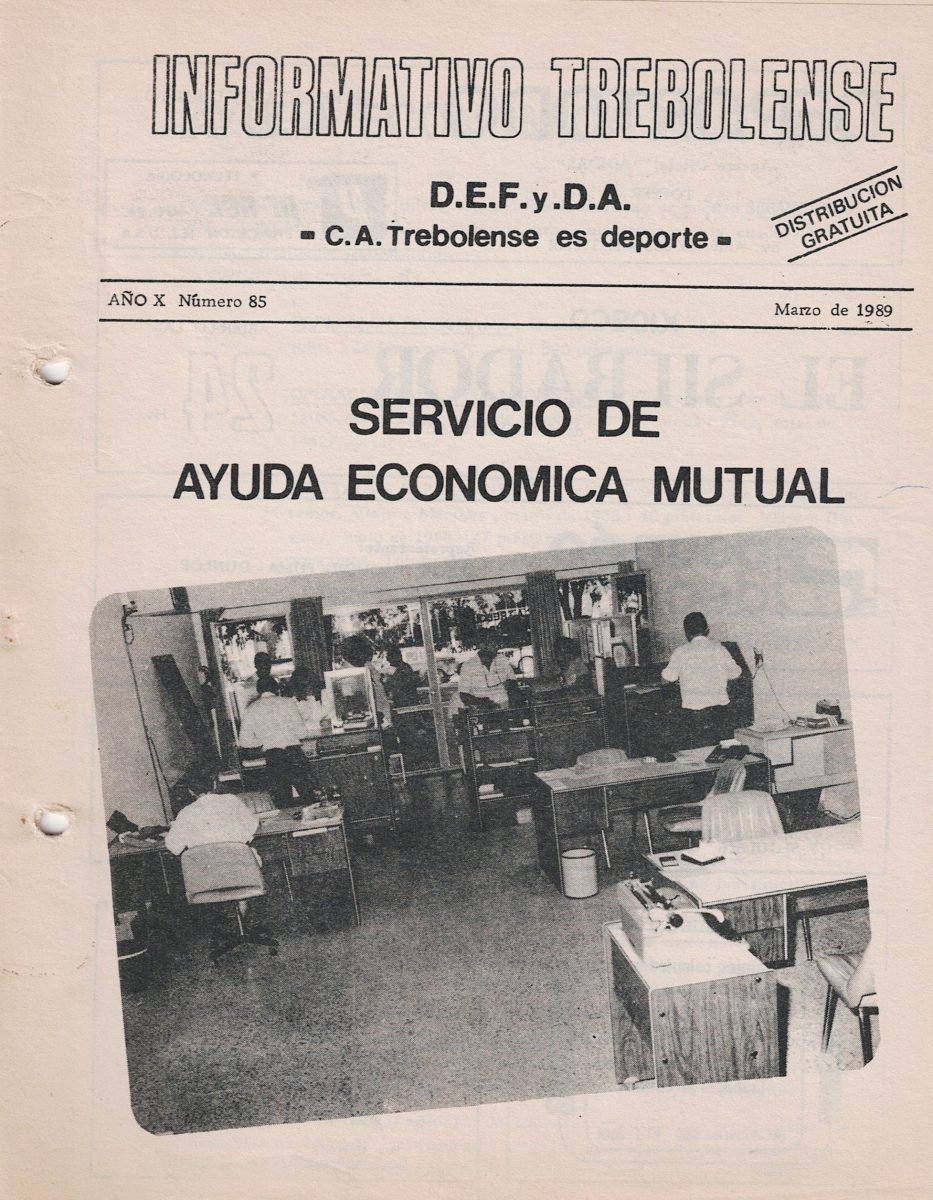 INFORMATIVO TREBOLENSE
D.E.F.y.D.A.
- C.A. Trebolense es deporte -
DISTRIBUCION
GRATUITA
AÑO X Número 85
Marzo de 1989
SERVICIO DE
AYUDA ECONOMICA MUTUAL